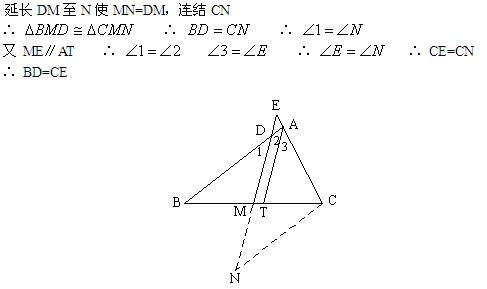 延长 DM 至 N 使 MN=DM，连结 CN
∴ ΔBMD≅ΔCMN ∴ BD=CN ∴ ∠1=∠N
又 ME∥AT ∴ ∠1=∠2 ∠3=∠E ∴ ∠E=∠N ∴ CE=CN
∴ BD=CE
E
D A
1 2 3
B M T C
N